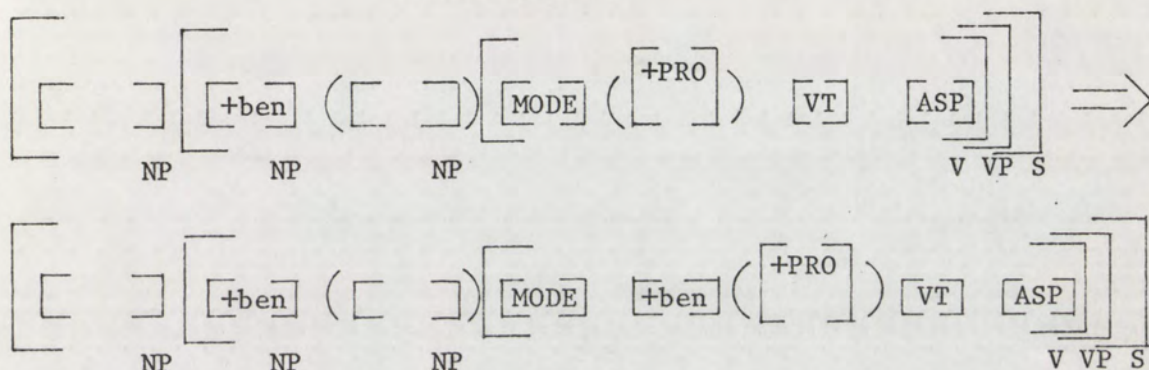 +ben ( ) MODE ( +PRO ) VT ASP ⇒
NP NP NP V VP S
+ben ( ) MODE +ben ( +PRO ) VT ASP
NP NP NP V VP S